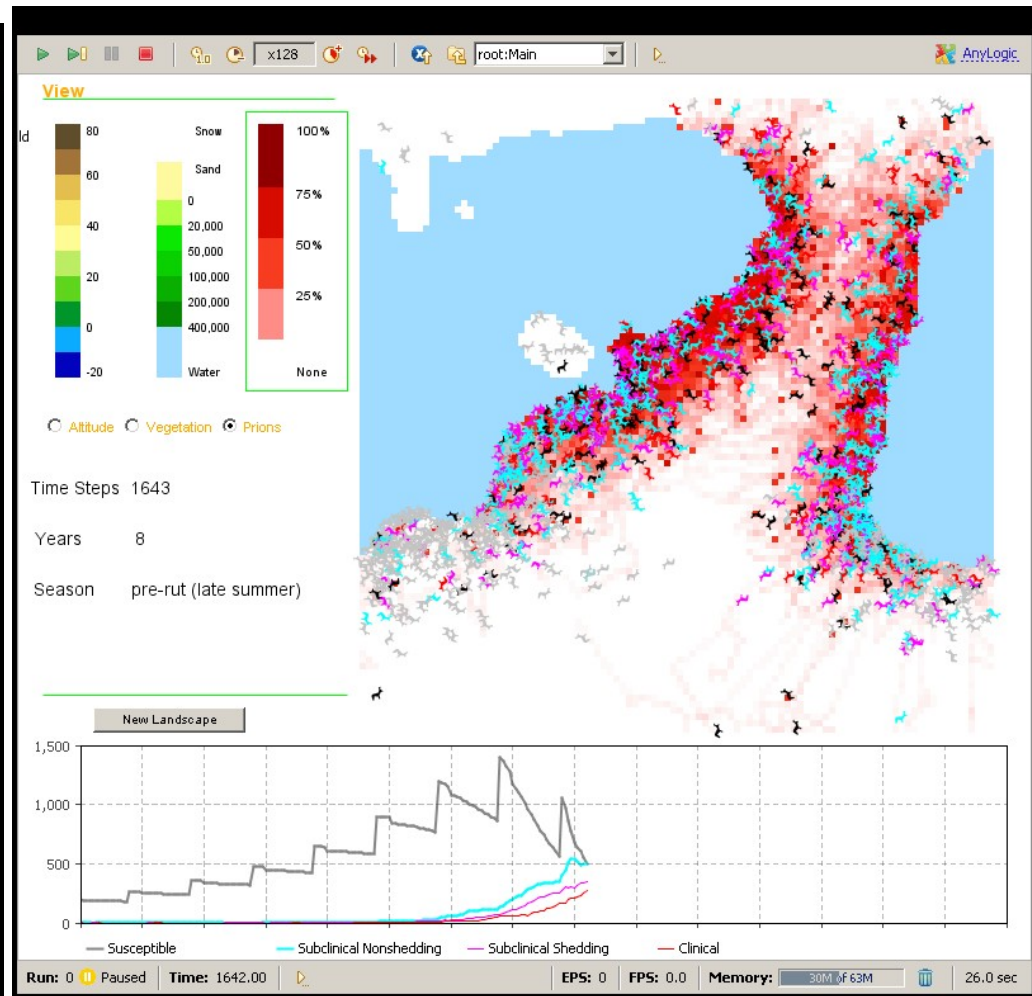 x128 root:Main AnyLogic
View
ld
80 Snow 100%
Sand
60 75%
0
40 20,000
50,000 50%
20 100,000
200,000 25%
0 400,000
-20 Water None
Altitude Vegetation Prions
Time Steps 1643
Years 8
Season pre-rut (late summer)
New Landscape
1,500
1,000
500
0
Susceptible Subclinical Nonshedding Subclinical Shedding Clinical
Run: 0 Paused Time: 1642.00 EPS: 0 FPS: 0.0 Memory: 30M of 63M 26.0 sec